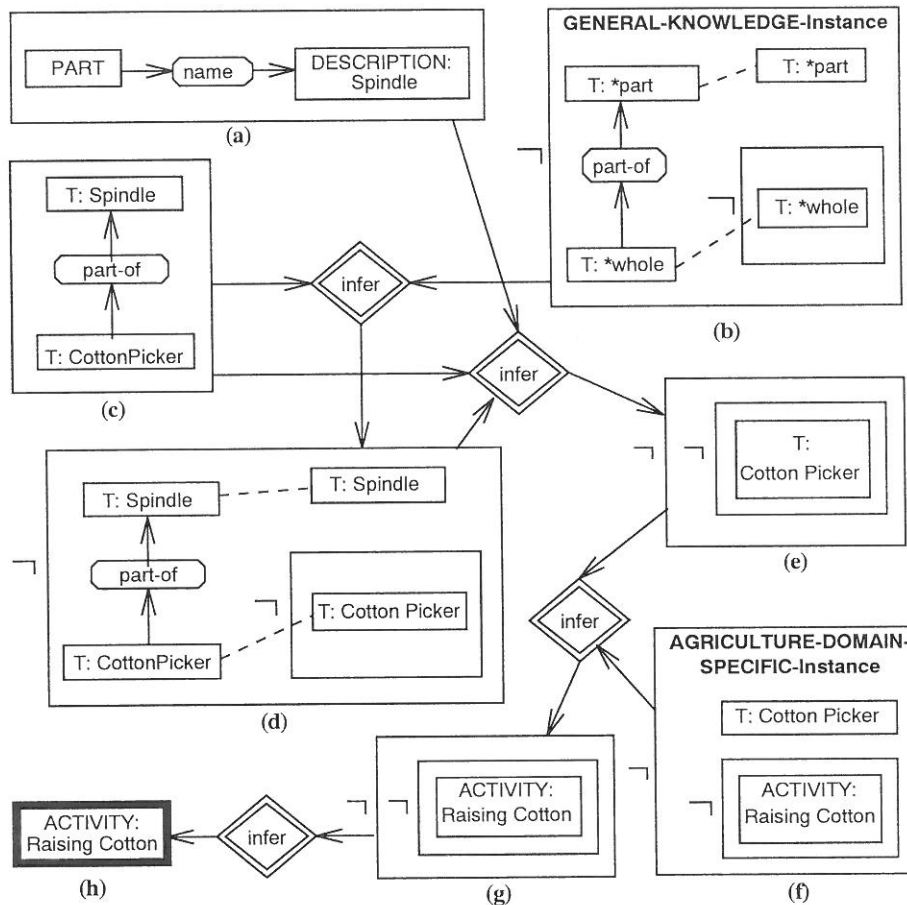 PART
name
DESCRIPTION:
Spindle
(a)
GENERAL-KNOWLEDGE-Instance
T: *part
T: *part
¬
part-of
¬
T: *whole
T: *whole
(b)
T: Spindle
part-of
T: CottonPicker
(c)
infer
infer
¬
T: Spindle
T: Spindle
part-of
¬
T: Cotton Picker
T: CottonPicker
(d)
¬
¬
T:
Cotton Picker
(e)
infer
¬
AGRICULTURE-DOMAIN-
SPECIFIC-Instance
T: Cotton Picker
¬
ACTIVITY:
Raising Cotton
(f)
¬
¬
ACTIVITY:
Raising Cotton
(g)
infer
ACTIVITY:
Raising Cotton
(h)